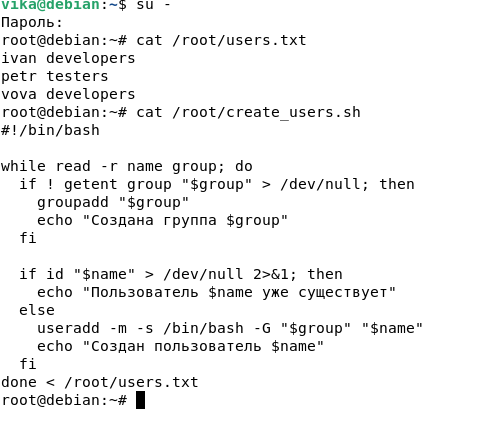 vika@debian:~$ su -
Пароль:
root@debian:~# cat /root/users.txt
ivan developers
petr testers
vova developers
root@debian:~# cat /root/create_users.sh
#!/bin/bash

while read -r name group; do
  if ! getent group "$group" > /dev/null; then
    groupadd "$group"
    echo "Создана группа $group"
  fi

  if id "$name" > /dev/null 2>&1; then
    echo "Пользователь $name уже существует"
  else
    useradd -m -s /bin/bash -G "$group" "$name"
    echo "Создан пользователь $name"
  fi
done < /root/users.txt
root@debian:~#